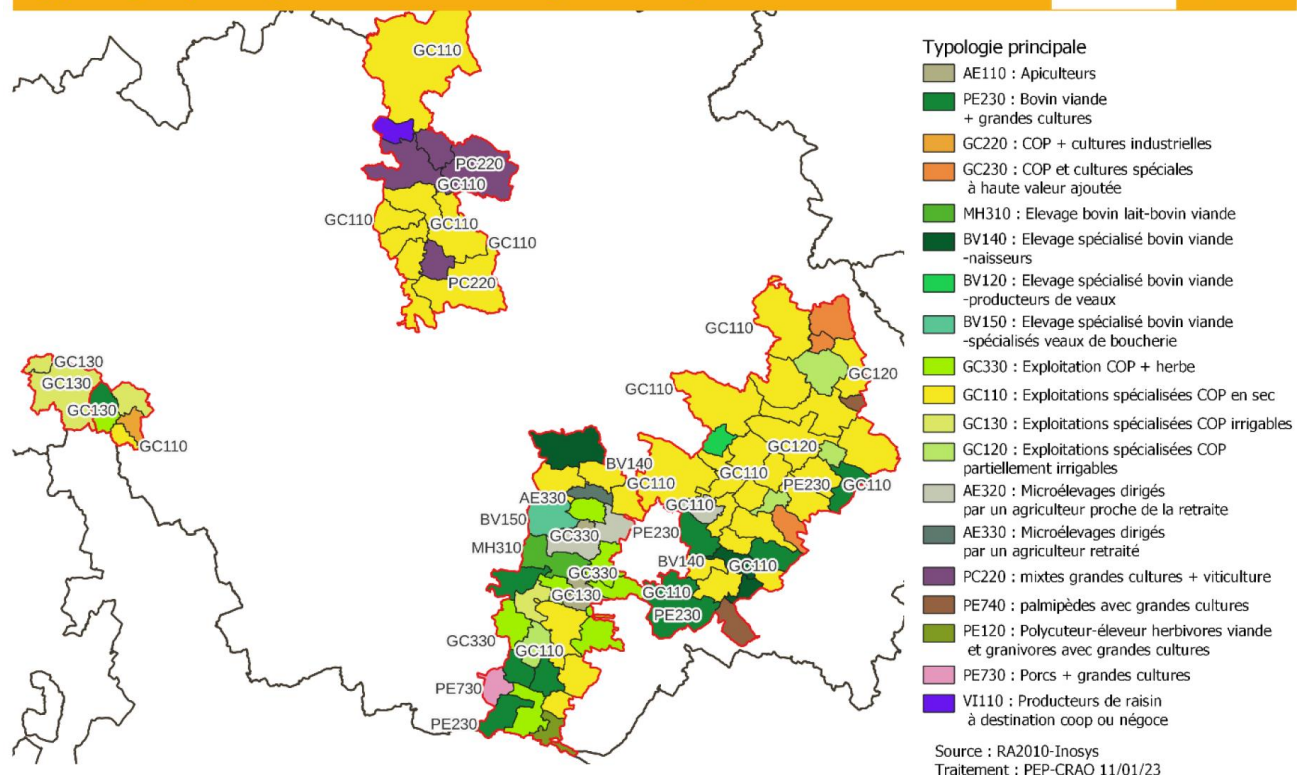 GC110
PC220
GC110
GC110
GC110
GC110
PC220
GC110
GC130
GC130
GC130
GC110
GC110
GC120
GC120
BV140
GC110
GC110
PE230
GC110
AE330
GC110
BV150
GC330
PE230
MH310
GC330
BV140
GC110
GC130
GC110
PE230
GC330
GC110
PE730
PE230
Typologie principale
AE110 : Apiculteurs
PE230 : Bovin viande
+ grandes cultures
GC220 : COP + cultures industrielles
GC230 : COP et cultures spéciales
à haute valeur ajoutée
MH310 : Elevage bovin lait-bovin viande
BV140 : Elevage spécialisé bovin viande
-naisseurs
BV120 : Elevage spécialisé bovin viande
-producteurs de veaux
BV150 : Elevage spécialisé bovin viande
-spécialisés veaux de boucherie
GC330 : Exploitation COP + herbe
GC110 : Exploitations spécialisées COP en sec
GC130 : Exploitations spécialisées COP irrigables
GC120 : Exploitations spécialisées COP
partiellement irrigables
AE320 : Microélevages dirigés
par un agriculteur proche de la retraite
AE330 : Microélevages dirigés
par un agriculteur retraité
PC220 : mixtes grandes cultures + viticulture
PE740 : palmipèdes avec grandes cultures
PE120 : Polycuteur-éleveur herbivores viande
et granivores avec grandes cultures
PE730 : Porcs + grandes cultures
VI110 : Producteurs de raisin
à destination coop ou négoce
Source : RA2010-Inosys
Traitement : PEP-CRAO 11/01/23